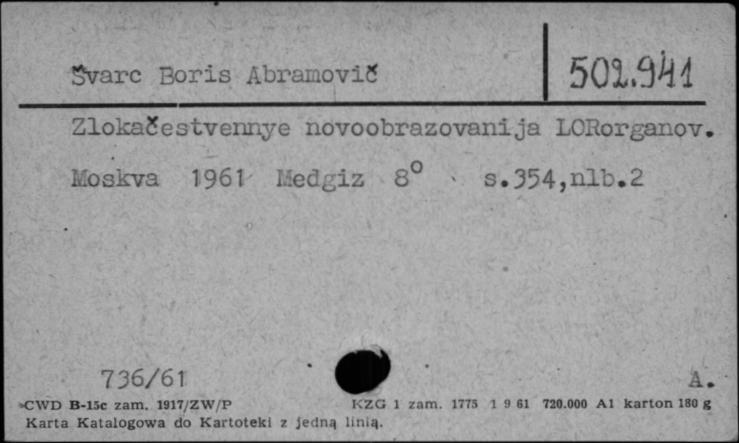 Švarc Boris Abramovič 502.941
Zlokačestvennye novoobrazovanija LORorganov.
Moskva 1961 Medgiz 8° s.354,nlb.2
736/61 A.
CWD B-15c zam. 1917/ZW/P KZG 1 zam. 1775 1 9 61 720.000 A1 karton 180 g
Karta Katalogowa do Kartoteki z jedną linią.